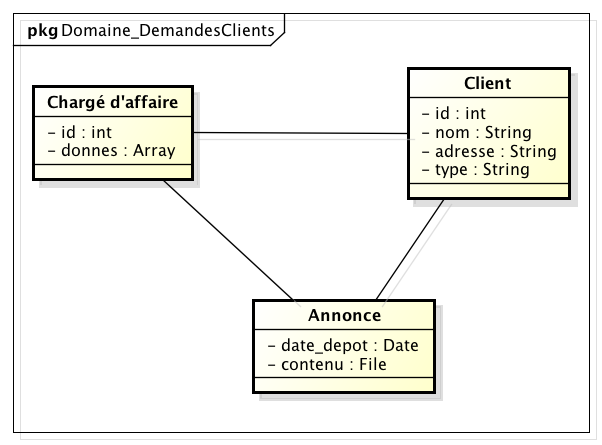 pkg Domaine_DemandesClients
Chargé d'affaire
- id : int
- donnes : Array
Client
- id : int
- nom : String
- adresse : String
- type : String
Annonce
- date_depot : Date
- contenu : File